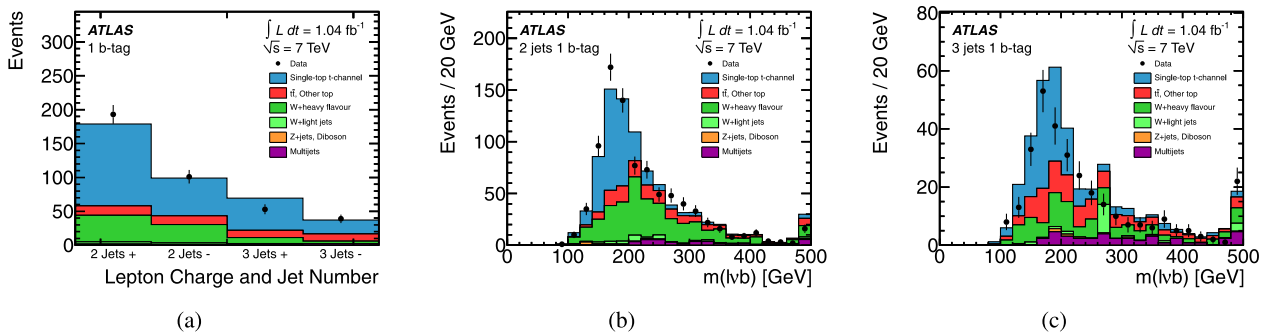 Events
300
250
200
150
100
50
0
ATLAS
1 b-tag
∫ L dt = 1.04 fb⁻¹
√s = 7 TeV
Data
Single-top t-channel
tt̄, Other top
W+heavy flavour
W+light jets
Z+jets, Diboson
Multijets
2 Jets + 2 Jets - 3 Jets + 3 Jets -
Lepton Charge and Jet Number
(a)
Events / 20 GeV
200
150
100
50
0
ATLAS
2 jets 1 b-tag
∫ L dt = 1.04 fb⁻¹
√s = 7 TeV
Data
Single-top t-channel
tt̄, Other top
W+heavy flavour
W+light jets
Z+jets, Diboson
Multijets
0 100 200 300 400 500
m(lνb) [GeV]
(b)
Events / 20 GeV
80
60
40
20
0
ATLAS
3 jets 1 b-tag
∫ L dt = 1.04 fb⁻¹
√s = 7 TeV
Data
Single-top t-channel
tt̄, Other top
W+heavy flavour
W+light jets
Z+jets, Diboson
Multijets
0 100 200 300 400 500
m(lνb) [GeV]
(c)